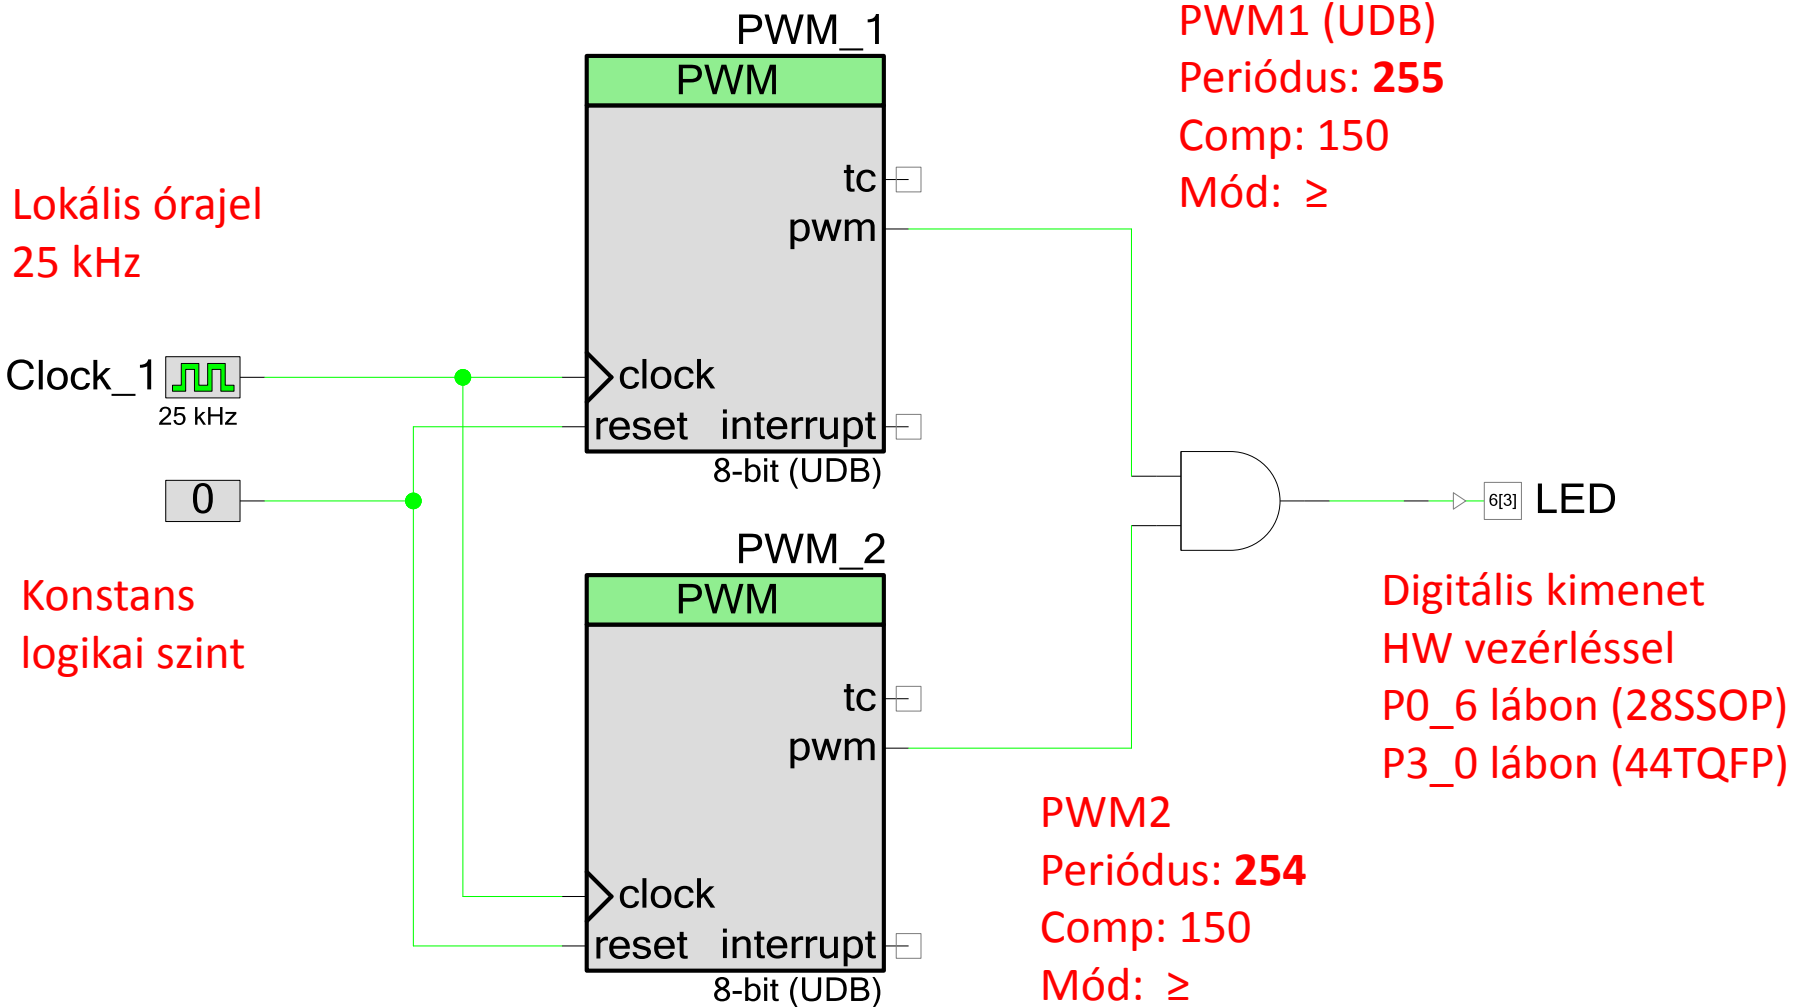 PWM_1
PWM
tc
pwm
clock
reset interrupt
8-bit (UDB)
PWM1 (UDB)
Periódus: 255
Comp: 150
Mód: ≥
Lokális órajel
25 kHz
Clock_1
25 kHz
0
Konstans
logikai szint
PWM_2
PWM
tc
pwm
clock
reset interrupt
8-bit (UDB)
6[3] LED
Digitális kimenet
HW vezérléssel
P0_6 lábon (28SSOP)
P3_0 lábon (44TQFP)
PWM2
Periódus: 254
Comp: 150
Mód: ≥